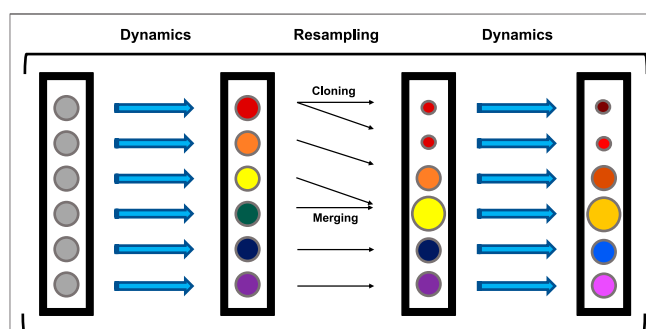 Dynamics
Resampling
Dynamics
Cloning
Merging